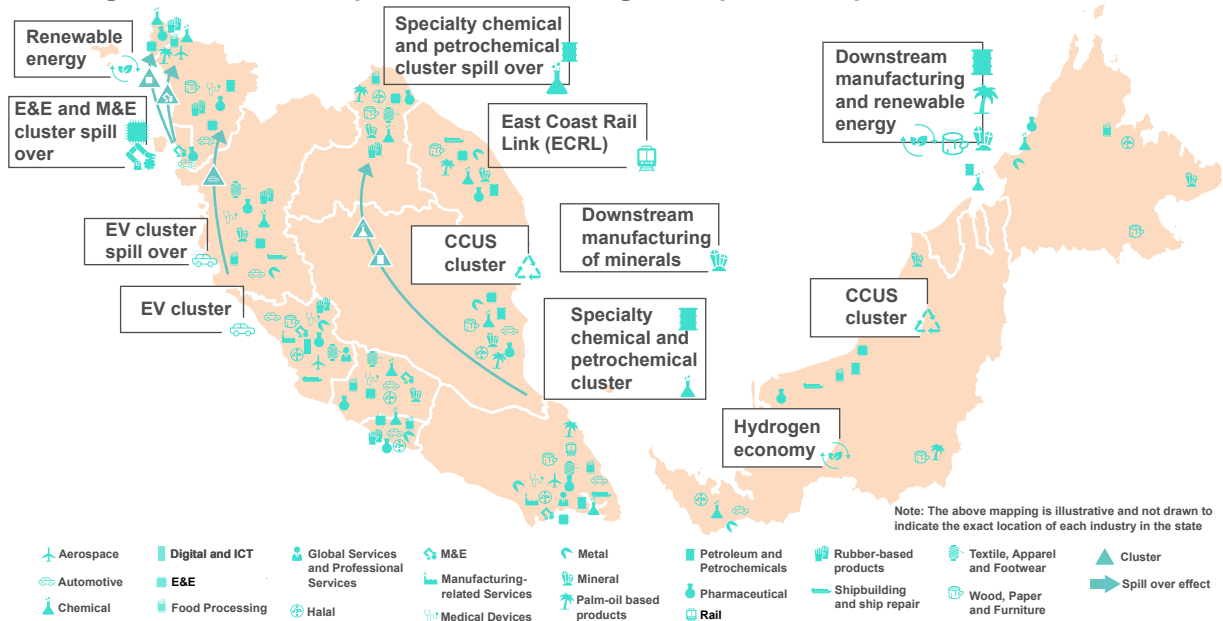 Renewable
energy
E&E and M&E
cluster spill
over
EV cluster
spill over
EV cluster
Specialty chemical
and petrochemical
cluster spill over
East Coast Rail
Link (ECRL)
CCUS
cluster
Downstream
manufacturing
of minerals
Specialty
chemical and
petrochemical
cluster
Downstream
manufacturing
and renewable
energy
CCUS
cluster
Hydrogen
economy
Note: The above mapping is illustrative and not drawn to
indicate the exact location of each industry in the state
Aerospace
Automotive
Chemical
Digital and ICT
E&E
Food Processing
Global Services
and Professional
Services
Halal
M&E
Manufacturing-
related Services
Medical Devices
Metal
Mineral
Palm-oil based
products
Petroleum and
Petrochemicals
Pharmaceutical
Rail
Rubber-based
products
Shipbuilding
and ship repair
Textile, Apparel
and Footwear
Wood, Paper
and Furniture
Cluster
Spill over effect